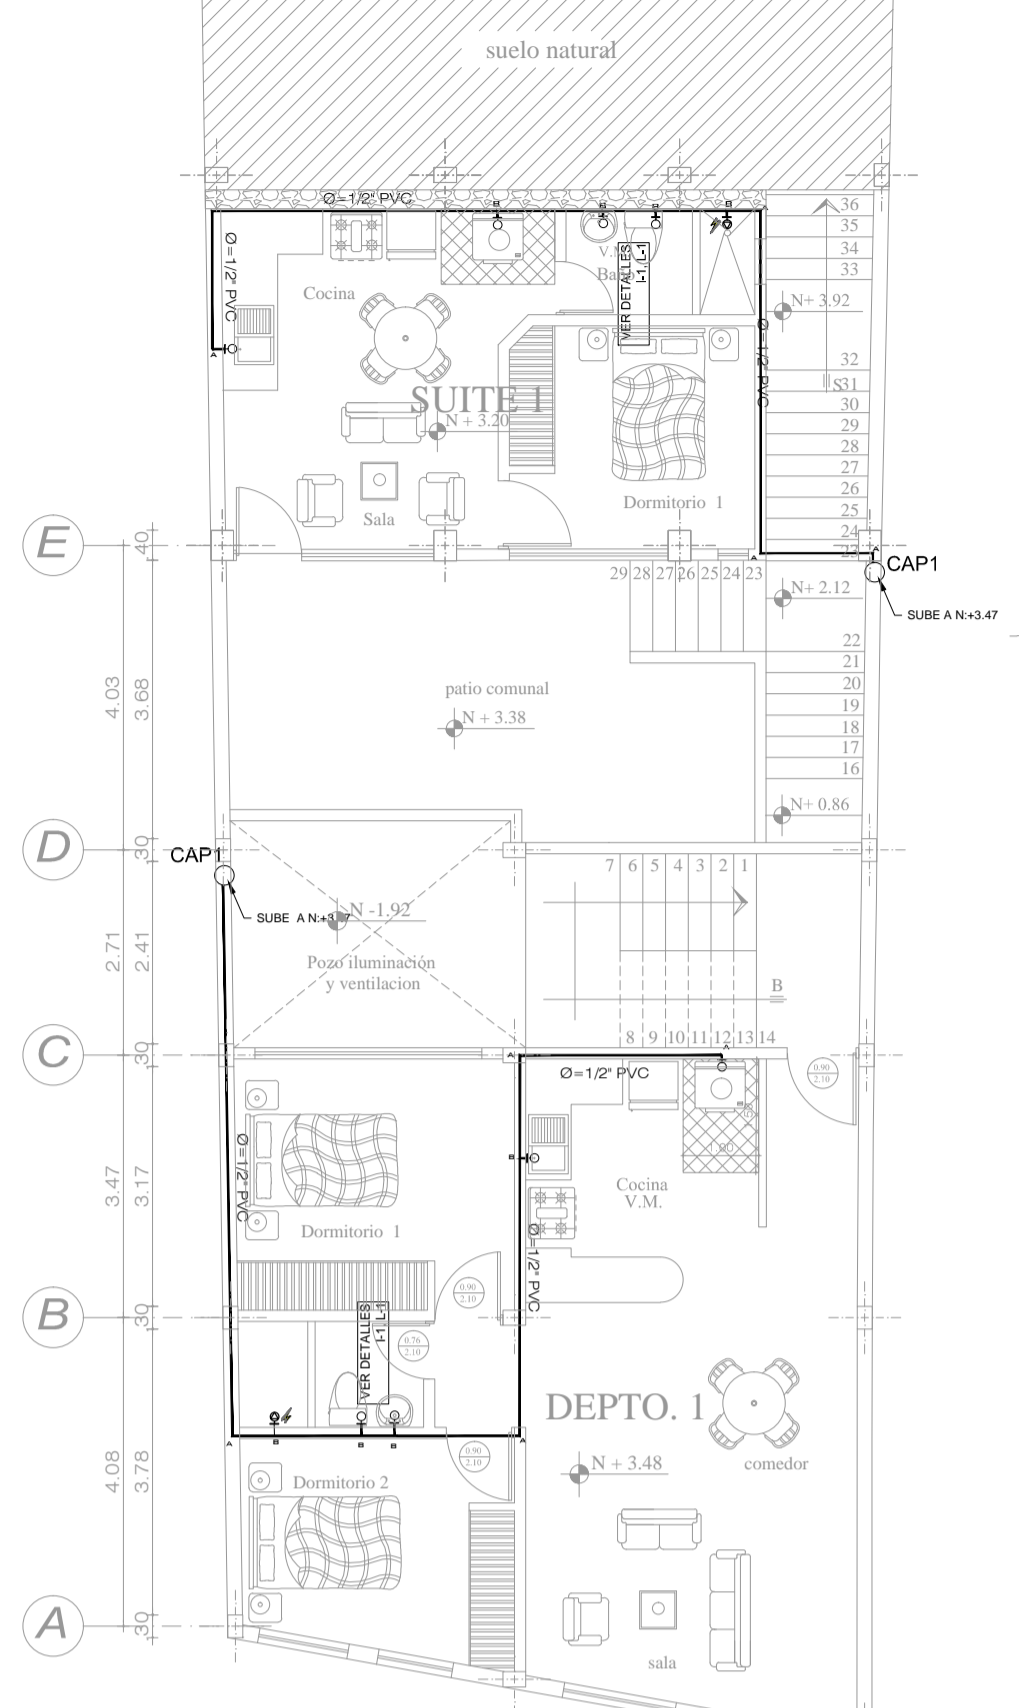 suelo natural
Ø=1/2" PVC
36
35
34
33
Ø=1/2" PVC
Cocina
V.M.
VER DETALLES
I-1, L-1
N+ 3.92
Ø=1/2" PVC
32
S
31
30
29
28
27
26
25
24
23
SUITE 1
N + 3.20
Sala
Dormitorio 1
E
40
CAP1
SUBE A N:+3.47
29 28 27 26 25 24 23
N+ 2.12
22
21
20
19
18
17
16
patio comunal
N + 3.38
4.03
3.68
N+ 0.86
D
30
CAP1
SUBE A N:+3.
7 6 5 4 3 2 1
N -1.92
Pozo iluminación
y ventilacion
2.71
2.41
B
8 9 10 11 12 13 14
C
30
0.90
2.10
Ø=1/2" PVC
1.00
Cocina
V.M.
Ø=1/2" PVC
3.47
3.17
Dormitorio 1
Ø=1/2" PVC
0.90
2.10
B
30
VER DETALLES
I-1, L-1
0.76
2.10
DEPTO. 1
0.90
2.10
N + 3.48
comedor
4.08
3.78
Dormitorio 2
A
30
sala
A
A
A
A
A
A
A
A
B
B
B
B
B
B
B